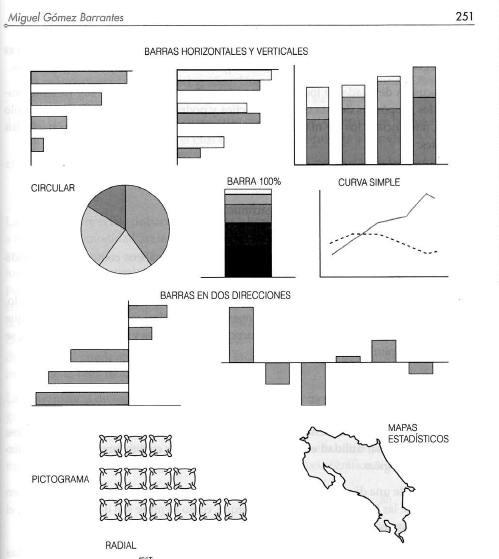 Miguel Gómez Barrantes
251
BARRAS HORIZONTALES Y VERTICALES
CIRCULAR
BARRA 100%
CURVA SIMPLE
BARRAS EN DOS DIRECCIONES
MAPAS
ESTADÍSTICOS
PICTOGRAMA
RADIAL